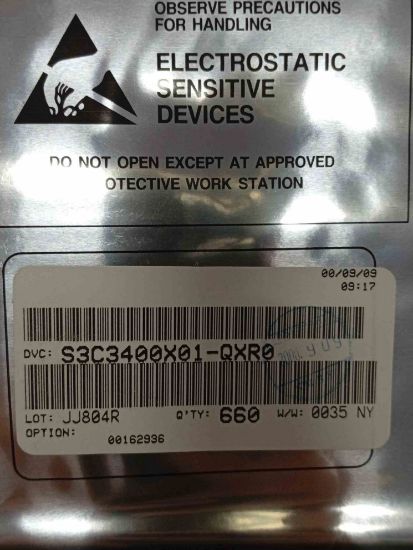 OBSERVE PRECAUTIONS
FOR HANDLING
ELECTROSTATIC
SENSITIVE
DEVICES
DO NOT OPEN EXCEPT AT APPROVED
OTECTIVE WORK STATION
00/09/09
09:17
DVC: S3C3400X01-QXR0
LOT: JJ804R Q'TY: 660 W/W: 0035 NY
OPTION: 00162936